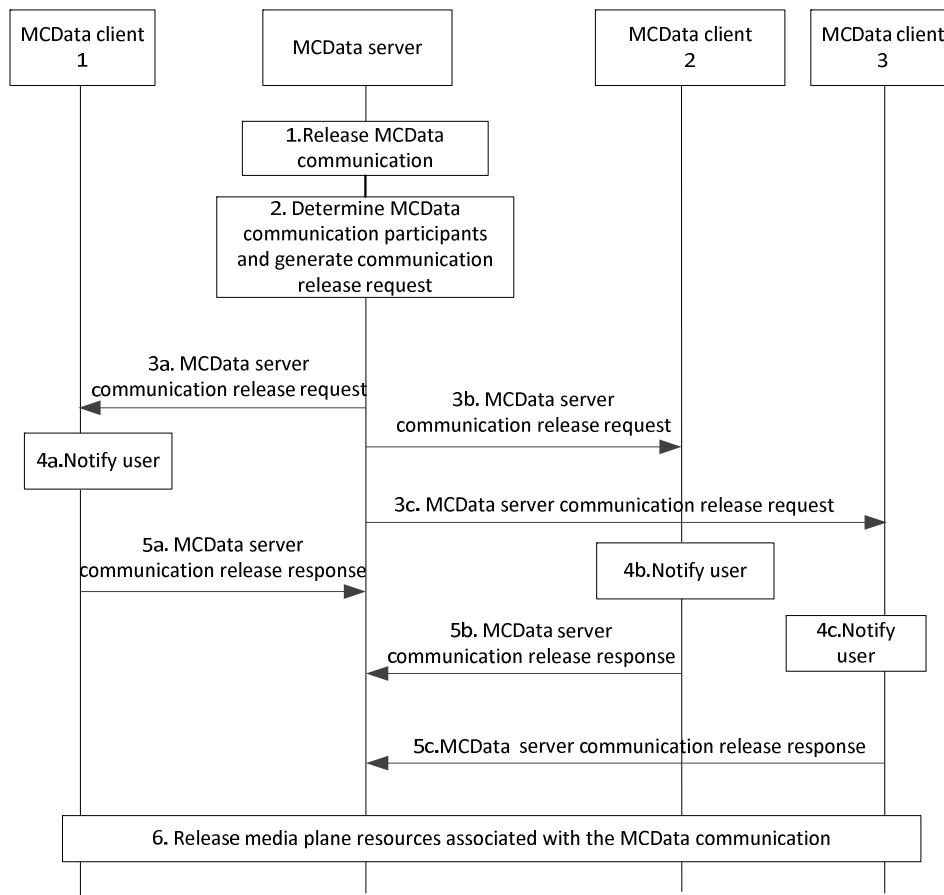 MCData client
1
MCData server
MCData client
2
MCData client
3
1.Release MCData
communication
2. Determine MCData
communication participants
and generate communication
release request
3a. MCData server
communication release request
3b. MCData server
communication release request
4a.Notify user
3c. MCData server communication release request
5a. MCData server
communication release response
4b.Notify user
4c.Notify
user
5b. MCData server
communication release response
5c.MCData server communication release response
6. Release media plane resources associated with the MCData communication